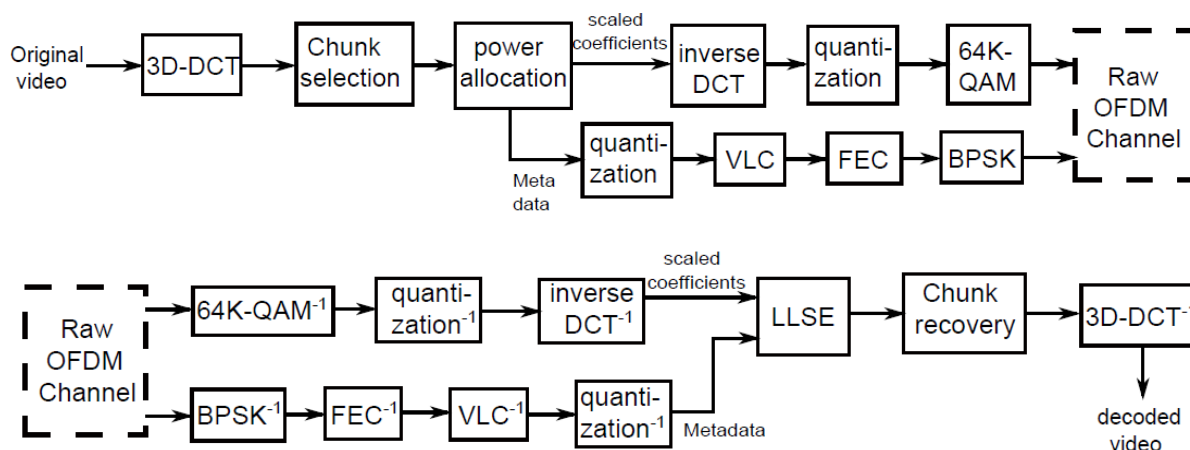 Original
video
3D-DCT
Chunk
selection
power
allocation
scaled
coefficients
inverse
DCT
quanti-
zation
64K-
QAM
Raw
OFDM
Channel
Meta
data
quanti-
zation
VLC
FEC
BPSK
Raw
OFDM
Channel
64K-QAM-1
quanti-
zation-1
inverse
DCT-1
scaled
coefficients
LLSE
Chunk
recovery
3D-DCT-1
BPSK-1
FEC-1
VLC-1
quanti-
zation-1
Metadata
decoded
video